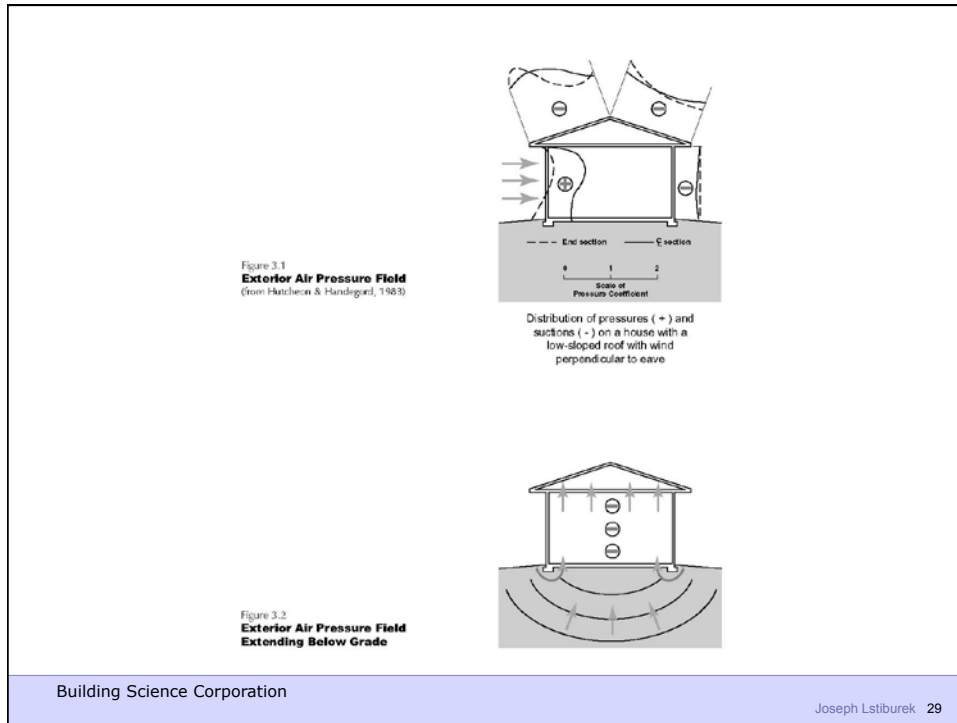 ⊖ ⊖
⊕ ⊖
--- End section — ℄ section
0 1 2
Scale of
Pressure Coefficient
Figure 3.1
Exterior Air Pressure Field
(from Hutcheon & Handegord, 1983)
Distribution of pressures ( + ) and
suctions ( - ) on a house with a
low-sloped roof with wind
perpendicular to eave
⊖
⊖
⊖
Figure 3.2
Exterior Air Pressure Field
Extending Below Grade
Building Science Corporation
Joseph Lstiburek 29